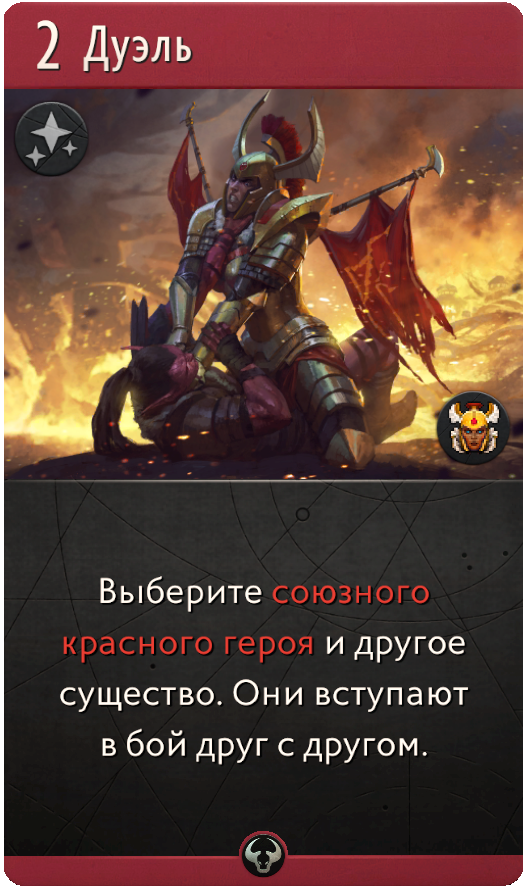 2 Дуэль
Выберите союзного
красного героя и другое
существо. Они вступают
в бой друг с другом.